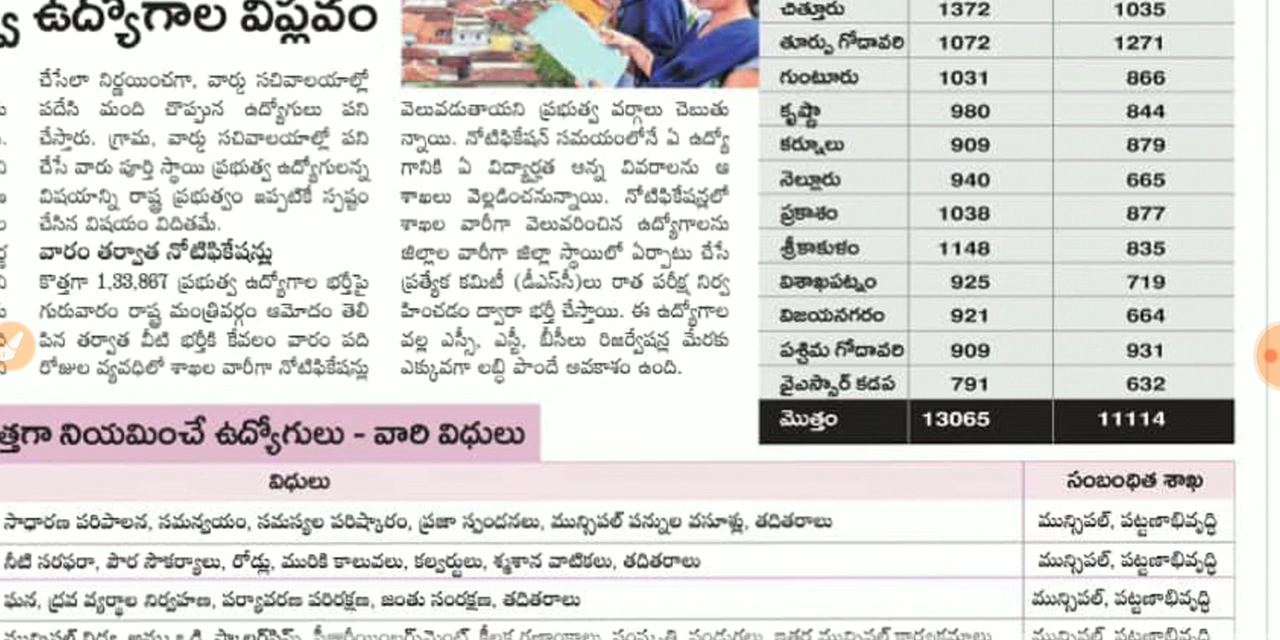 ఉద్యోగాల విప్లవం
చేసేలా నిర్ణయించగా, వార్డు సచివాలయాల్లో
పదేసి మంది చొప్పున ఉద్యోగులు పని
చేస్తారు. గ్రామ, వార్డు సచివాలయాల్లో పని
చేసే వారు పూర్తి స్థాయి ప్రభుత్వ ఉద్యోగులన్న
విషయాన్ని రాష్ట్ర ప్రభుత్వం ఇప్పటికే స్పష్టం
చేసిన విషయం విదితమే.
వారం తర్వాత నోటిఫికేషన్లు
కొత్తగా 1,33,867 ప్రభుత్వ ఉద్యోగాల భర్తీపై
గురువారం రాష్ట్ర మంత్రివర్గం ఆమోదం తెలి
పిన తర్వాత వీటి భర్తీకి కేవలం వారం పది
రోజుల వ్యవధిలో శాఖల వారీగా నోటిఫికేషన్లు
వెలువడుతాయని ప్రభుత్వ వర్గాలు చెబుతు
న్నాయి. నోటిఫికేషన్ సమయంలోనే ఏ ఉద్యో
గానికి ఏ విద్యార్హత అన్న వివరాలను ఆ
శాఖలు వెల్లడించనున్నాయి. నోటిఫికేషన్లలో
శాఖల వారీగా వెలువరించిన ఉద్యోగాలను
జిల్లాల వారీగా జిల్లా స్థాయిలో ఏర్పాటు చేసే
ప్రత్యేక కమిటీ (డీఎస్‌సీ)లు రాత పరీక్ష నిర్వ
హించడం ద్వారా భర్తీ చేస్తాయి. ఈ ఉద్యోగాల
వల్ల ఎస్సీ, ఎస్టీ, బీసీలు రిజర్వేషన్ల మేరకు
ఎక్కువగా లబ్ధి పొందే అవకాశం ఉంది.
చిత్తూరు 1372 1035
తూర్పు గోదావరి 1072 1271
గుంటూరు 1031 866
కృష్ణా 980 844
కర్నూలు 909 879
నెల్లూరు 940 665
ప్రకాశం 1038 877
శ్రీకాకుళం 1148 835
విశాఖపట్నం 925 719
విజయనగరం 921 664
పశ్చిమ గోదావరి 909 931
వైఎస్సార్ కడప 791 632
మొత్తం 13065 11114
త్తగా నియమించే ఉద్యోగులు - వారి విధులు
విధులు సంబంధిత శాఖ
సాధారణ పరిపాలన, సమన్వయం, సమస్యల పరిష్కారం, ప్రజా స్పందనలు, మున్సిపల్ పన్నుల వసూళ్లు, తదితరాలు మున్సిపల్, పట్టణాభివృద్ధి
నీటి సరఫరా, పౌర సౌకర్యాలు, రోడ్లు, మురికి కాలువలు, కల్వర్టులు, శ్మశాన వాటికలు, తదితరాలు మున్సిపల్, పట్టణాభివృద్ధి
ఘన, ద్రవ వ్యర్థాల నిర్వహణ, పర్యావరణ పరిరక్షణ, జంతు సంరక్షణ, తదితరాలు మున్సిపల్, పట్టణాభివృద్ధి